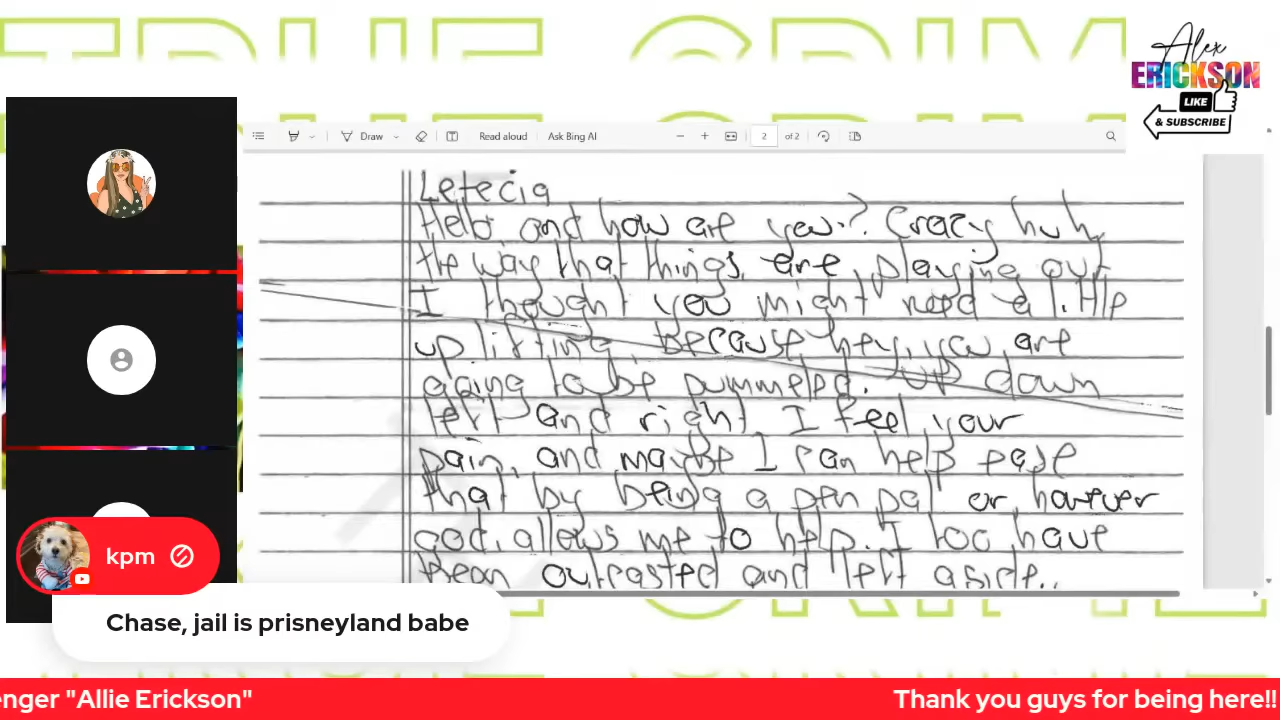 TRUE CRIME
Alex
ERICKSON
LIKE
& SUBSCRIBE
Draw
Read aloud
Ask Bing AI
2
of 2
Letecia
Hello and how are you? Crazy huh,
the way that things are playing out
I thought you might need a little
uplifting. Because hey, you are
going to be pummeled. Up down
left and right I feel your
pain, and maybe I can help ease
that by being a pen pal or however
god allows me to help. I too have
Been outcasted and left aside..
kpm
Chase, jail is prisneyland babe
enger "Allie Erickson"
Thank you guys for being here!!